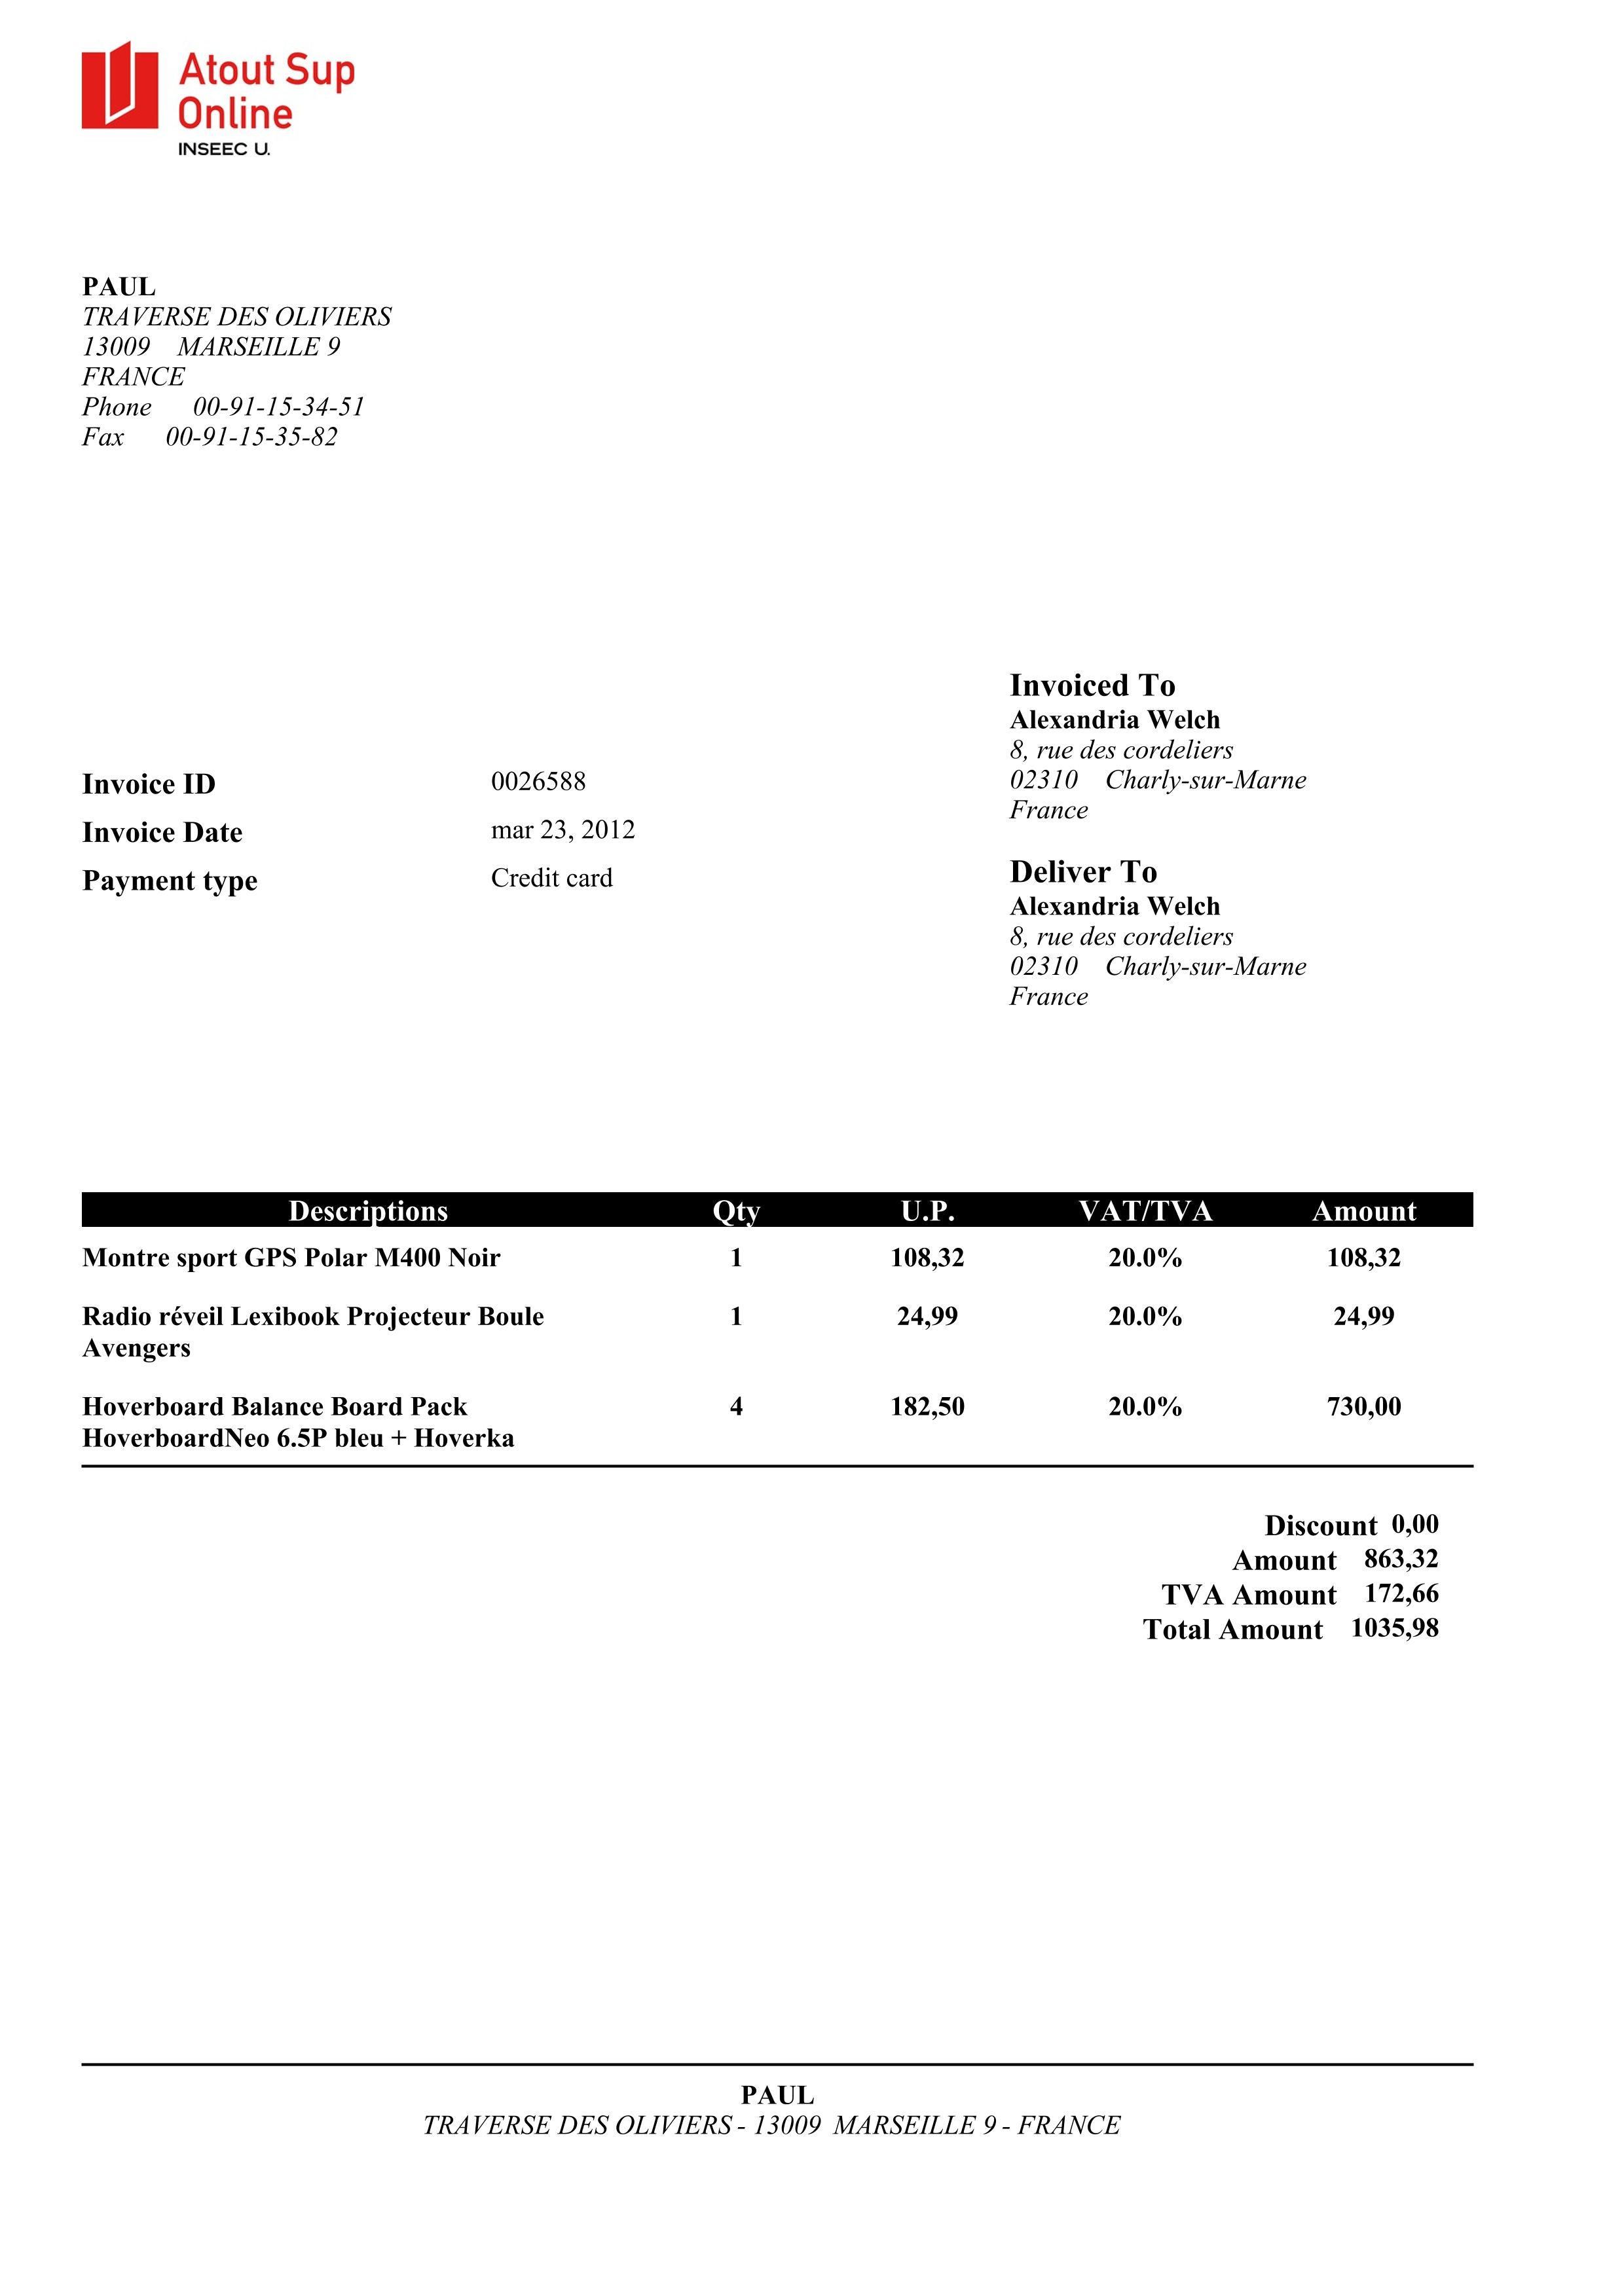 Atout Sup
Online
INSEEC U.
PAUL
TRAVERSE DES OLIVIERS
13009 MARSEILLE 9
FRANCE
Phone 00-91-15-34-51
Fax 00-91-15-35-82
Invoice ID 0026588
Invoice Date mar 23, 2012
Payment type Credit card
Invoiced To
Alexandria Welch
8, rue des cordeliers
02310 Charly-sur-Marne
France
Deliver To
Alexandria Welch
8, rue des cordeliers
02310 Charly-sur-Marne
France
Descriptions Qty U.P. VAT/TVA Amount
Montre sport GPS Polar M400 Noir 1 108,32 20.0% 108,32
Radio réveil Lexibook Projecteur Boule 1 24,99 20.0% 24,99
Avengers
Hoverboard Balance Board Pack 4 182,50 20.0% 730,00
HoverboardNeo 6.5P bleu + Hoverka
Discount 0,00
Amount 863,32
TVA Amount 172,66
Total Amount 1035,98
PAUL
TRAVERSE DES OLIVIERS - 13009 MARSEILLE 9 - FRANCE